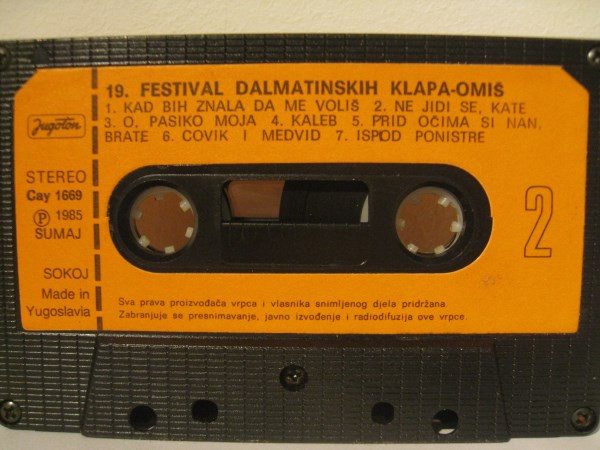 19. FESTIVAL DALMATINSKIH KLAPA-OMIŠ
1. KAD BIH ZNALA DA ME VOLIŠ 2. NE JIDI SE, KATE
3. O, PASIKO MOJA 4. KALEB 5. PRID OČIMA SI NAN,
BRATE 6. ČOVIK I MEDVID 7. ISPOD PONISTRE
Jugoton
STEREO
Cay 1669
Ⓟ 1985
ŠUMAJ
SOKOJ
Made in
Yugoslavia
2
Sva prava proizvođača vrpca i vlasnika snimljenog djela pridržana.
Zabranjuje se presnimavanje, javno izvođenje i radiodifuzija ove vrpce.